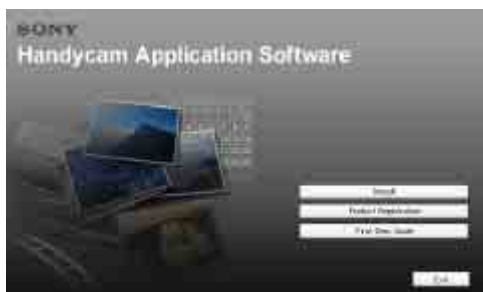 SONY
Handycam Application Software
Install
Product Registration
First Step Guide
Exit